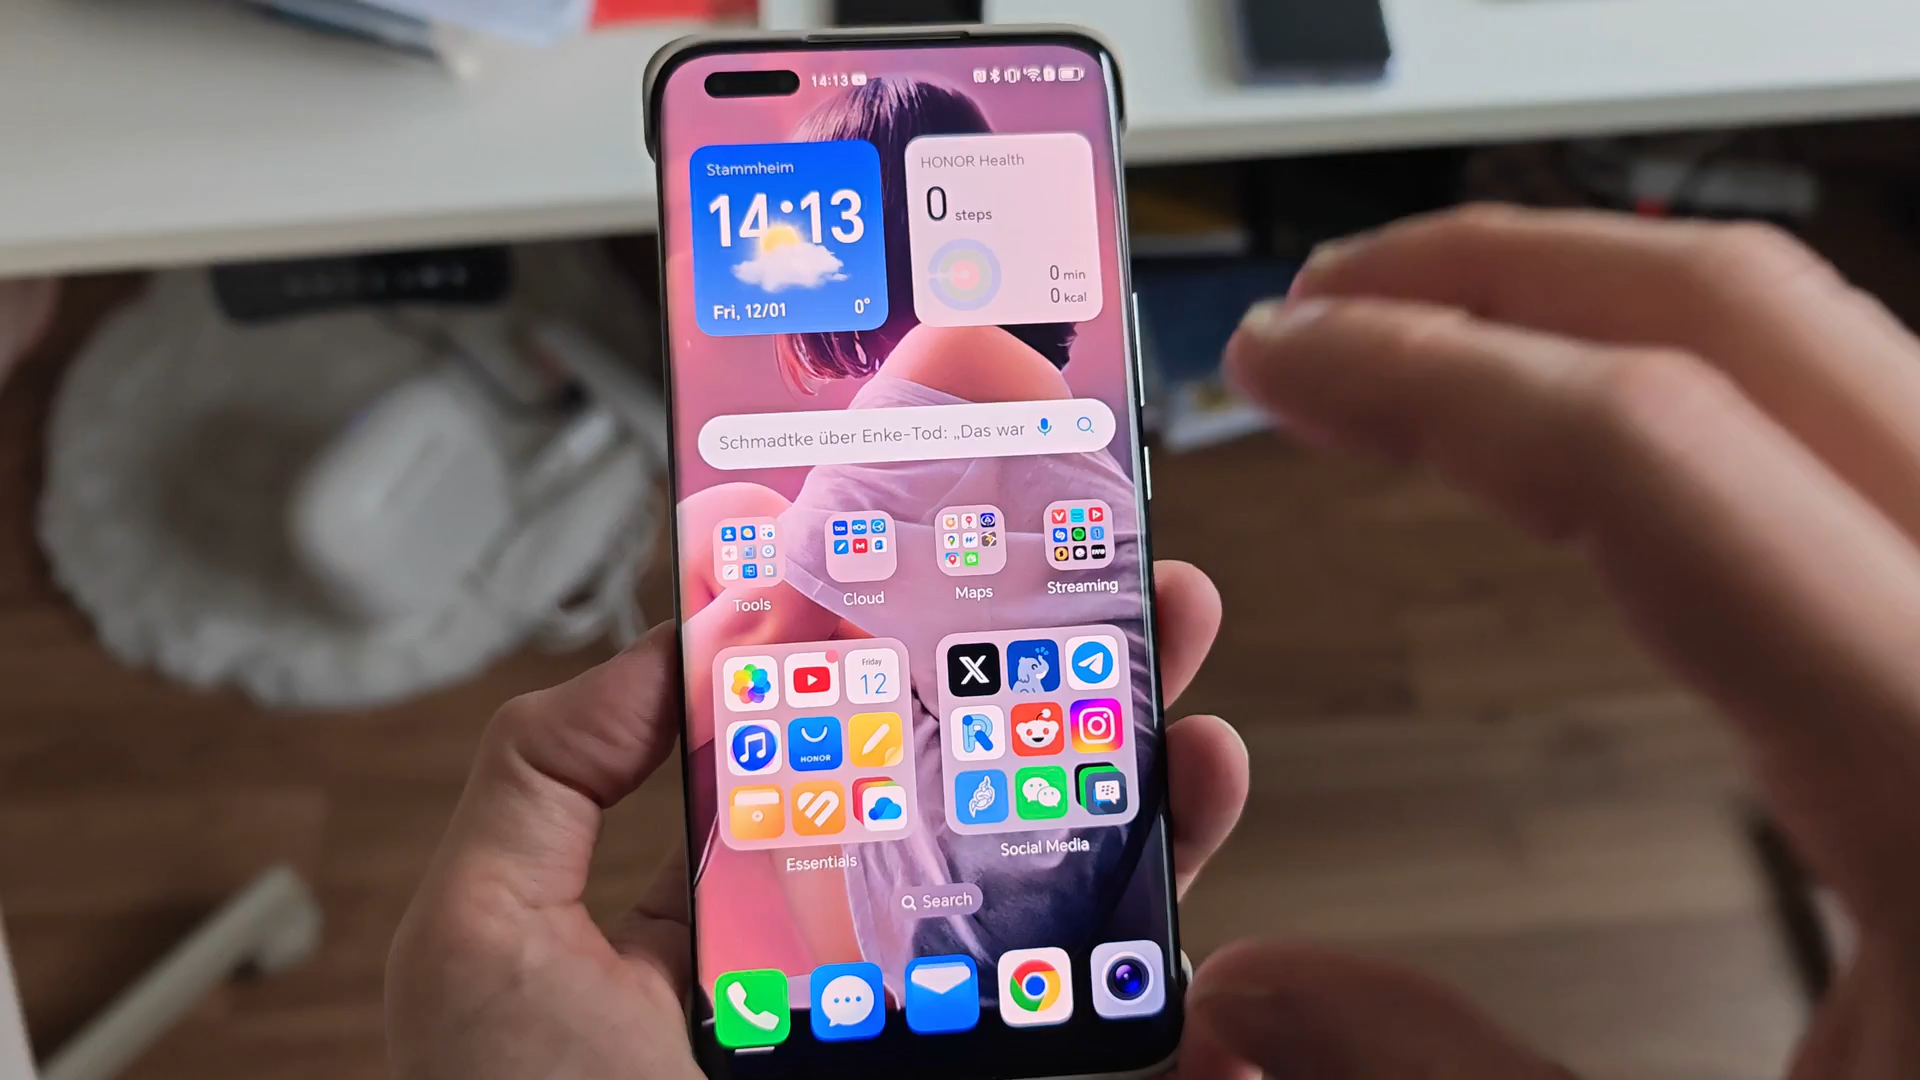 14:13
Stammheim
14:13
Fri, 12/01
0°
HONOR Health
0 steps
0 min
0 kcal
Schmadtke über Enke-Tod: „Das war
Tools
Cloud
Maps
Streaming
Friday
12
HONOR
Essentials
Social Media
Search